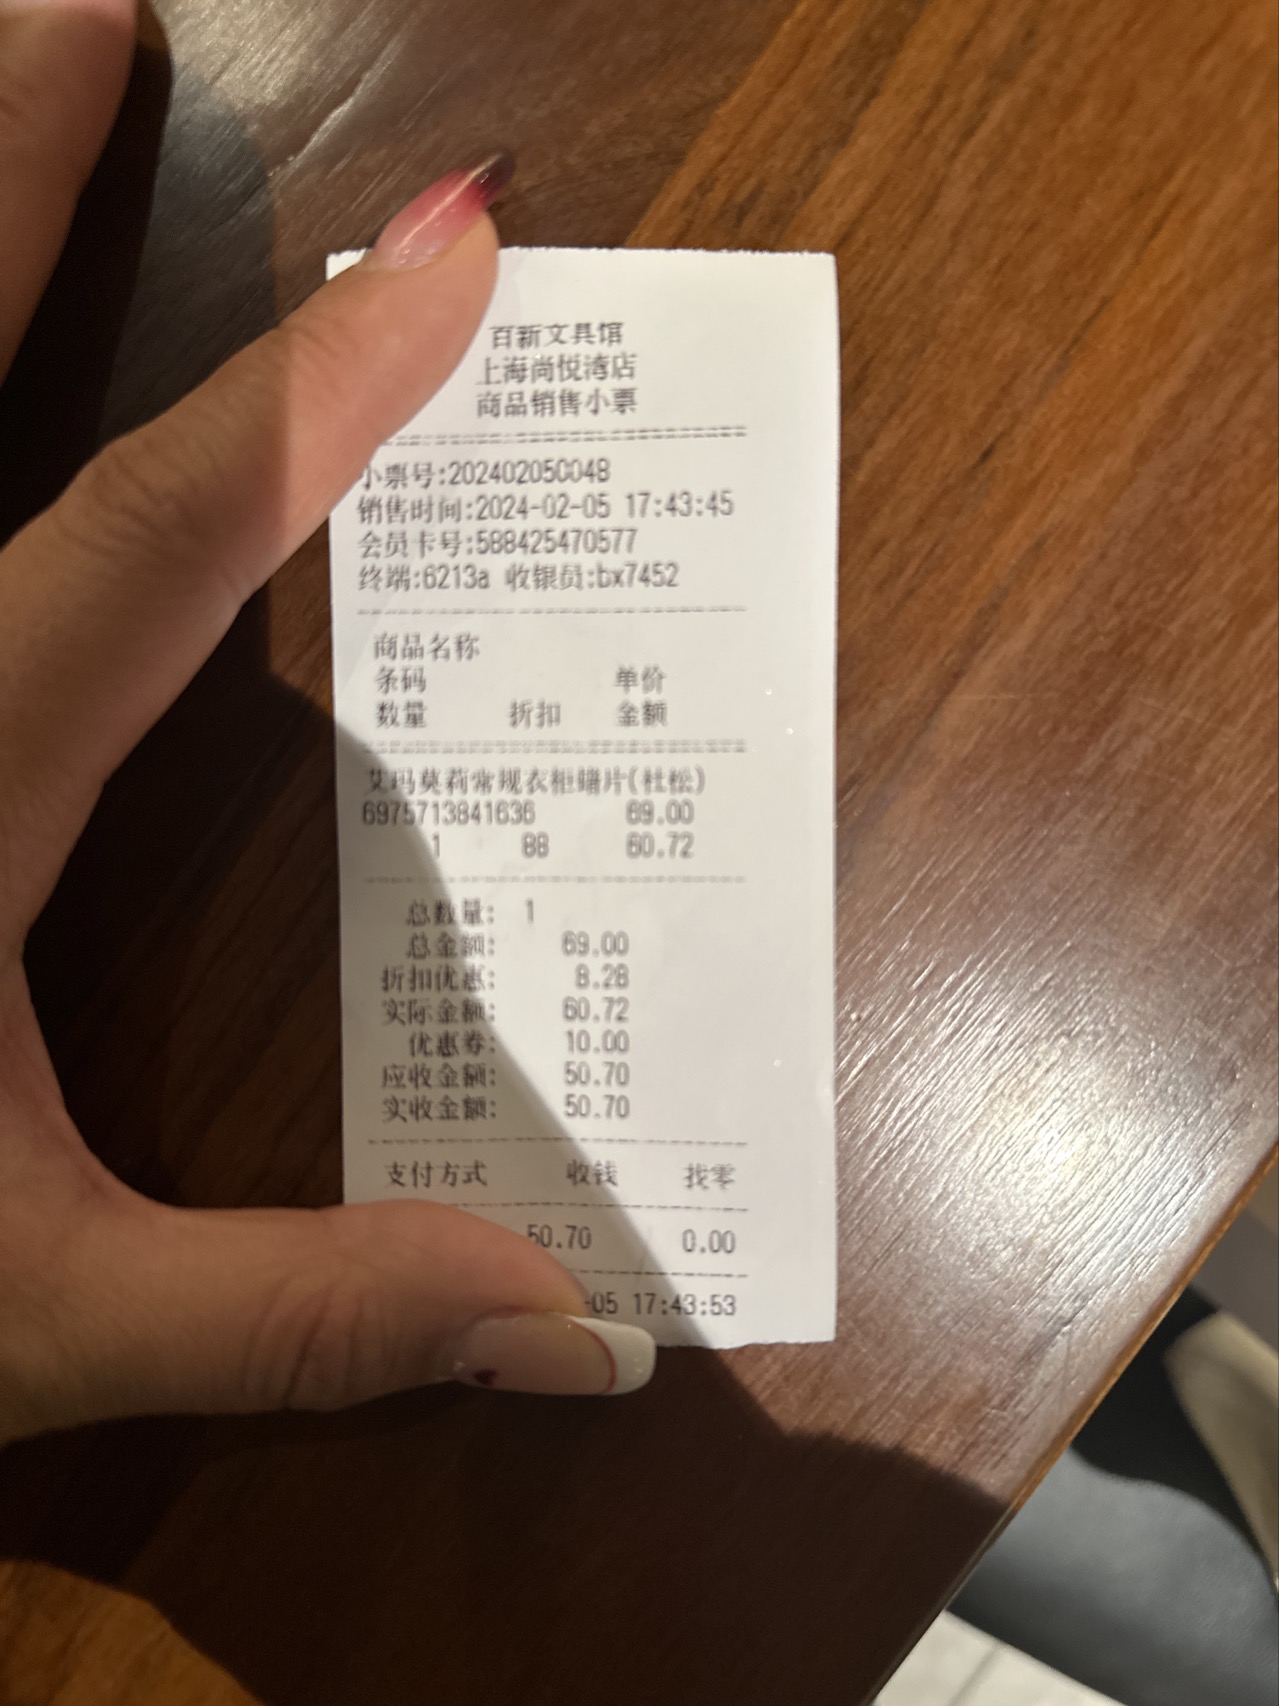 百新文具馆
上海尚悦湾店
商品销售小票
小票号:202402050048
销售时间:2024-02-05 17:43:45
会员卡号:588425470577
终端:6213a 收银员:bx7452
商品名称
条码 单价
数量 折扣 金额
艾玛莫莉常规衣柜蜡片(杜松)
6975713841636 69.00
1 88 60.72
总数量: 1
总金额: 69.00
折扣优惠: 8.28
实际金额: 60.72
优惠券: 10.00
应收金额: 50.70
实收金额: 50.70
支付方式 收钱 找零
50.70 0.00
-05 17:43:53